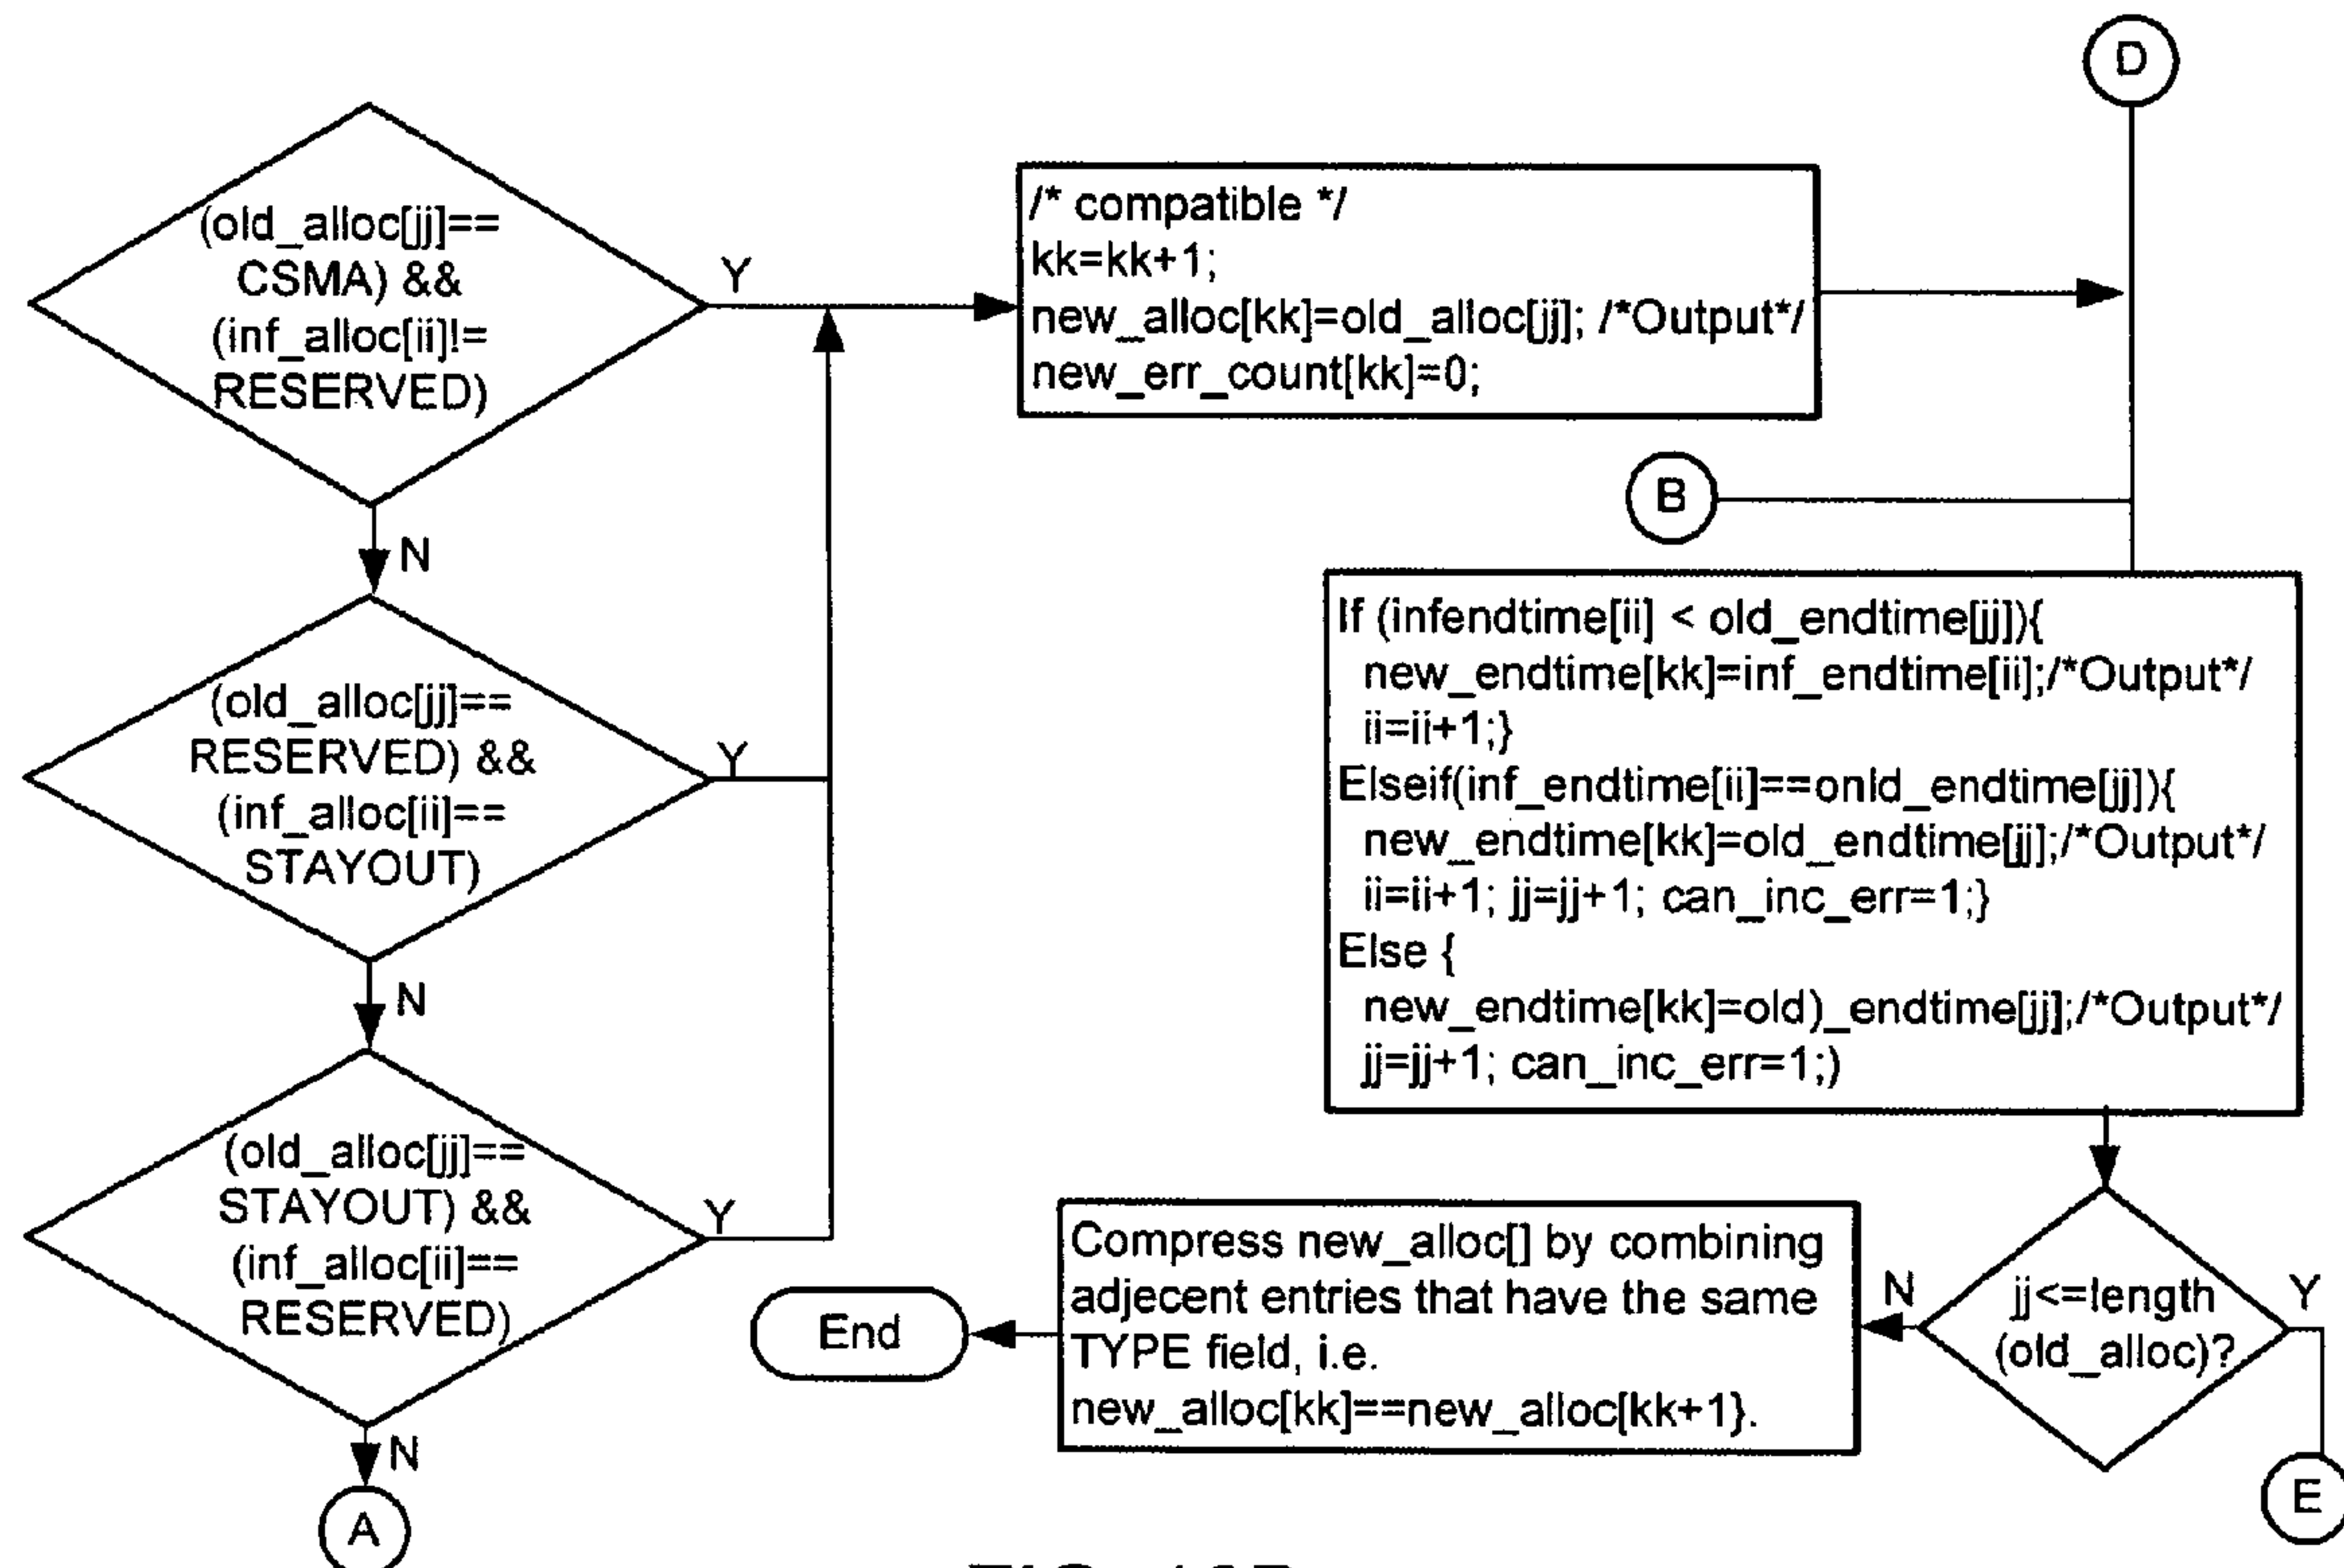 D
(old_alloc[jj]==
CSMA) &&
(inf_alloc[ii]!=
RESERVED)
Y
N
/* compatible */
kk=kk+1;
new_alloc[kk]=old_alloc[jj]; /*Output*/
new_err_count[kk]=0;
B
(old_alloc[jj]==
RESERVED) &&
(inf_alloc[ii]==
STAYOUT)
Y
N
If (infendtime[ii] < old_endtime[jj]){
new_endtime[kk]=inf_endtime[ii];/*Output*/
ii=ii+1;}
Elseif(inf_endtime[ii]==onld_endtime[jj]){
new_endtime[kk]=old_endtime[jj];/*Output*/
ii=ii+1; jj=jj+1; can_inc_err=1;}
Else {
new_endtime[kk]=old)_endtime[jj];/*Output*/
jj=jj+1; can_inc_err=1;)
(old_alloc[jj]==
STAYOUT) &&
(inf_alloc[ii]==
RESERVED)
Y
N
A
End
Compress new_alloc[] by combining
adjecent entries that have the same
TYPE field, i.e.
new_alloc[kk]==new_alloc[kk+1}.
N
jj<=length
(old_alloc)?
Y
E